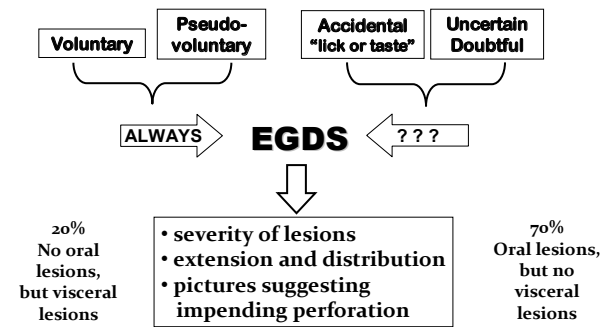 Voluntary
Pseudo-
voluntary
Accidental
“lick or taste”
Uncertain
Doubtful
ALWAYS
EGDS
? ? ?
20%
No oral
lesions,
but visceral
lesions
• severity of lesions
• extension and distribution
• pictures suggesting
impending perforation
70%
Oral lesions,
but no
visceral
lesions